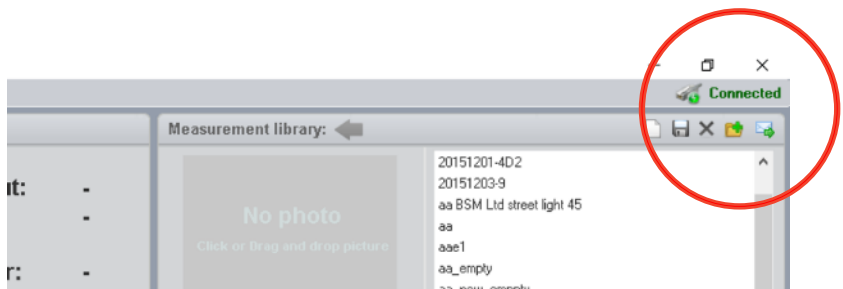 Connected
Measurement library:
ut: -
-
r: -
No photo
Click or Drag and drop picture
20151201-4D2
20151203-9
aa BSM Ltd street light 45
aa
aae1
aa_empty